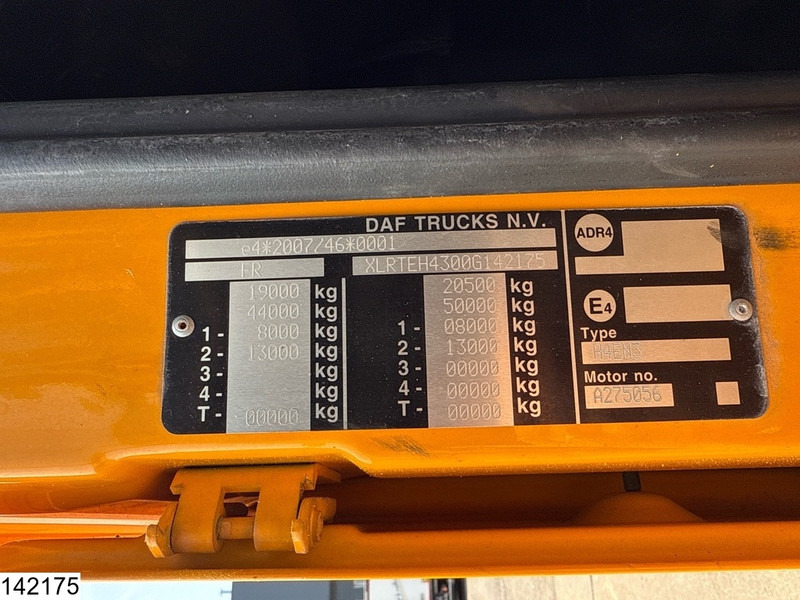 DAF TRUCKS N.V.
e4*2007/46*0001
FR XLRTEH4300G142175
19000 kg 20500 kg
44000 kg 50000 kg
1- 8000 kg 1- 08000 kg
2- 13000 kg 2- 13000 kg
3- kg 3- 00000 kg
4- kg 4- 00000 kg
T- 00000 kg T- 00000 kg
ADR4
E4
Type
Motor no.
A275056
142175